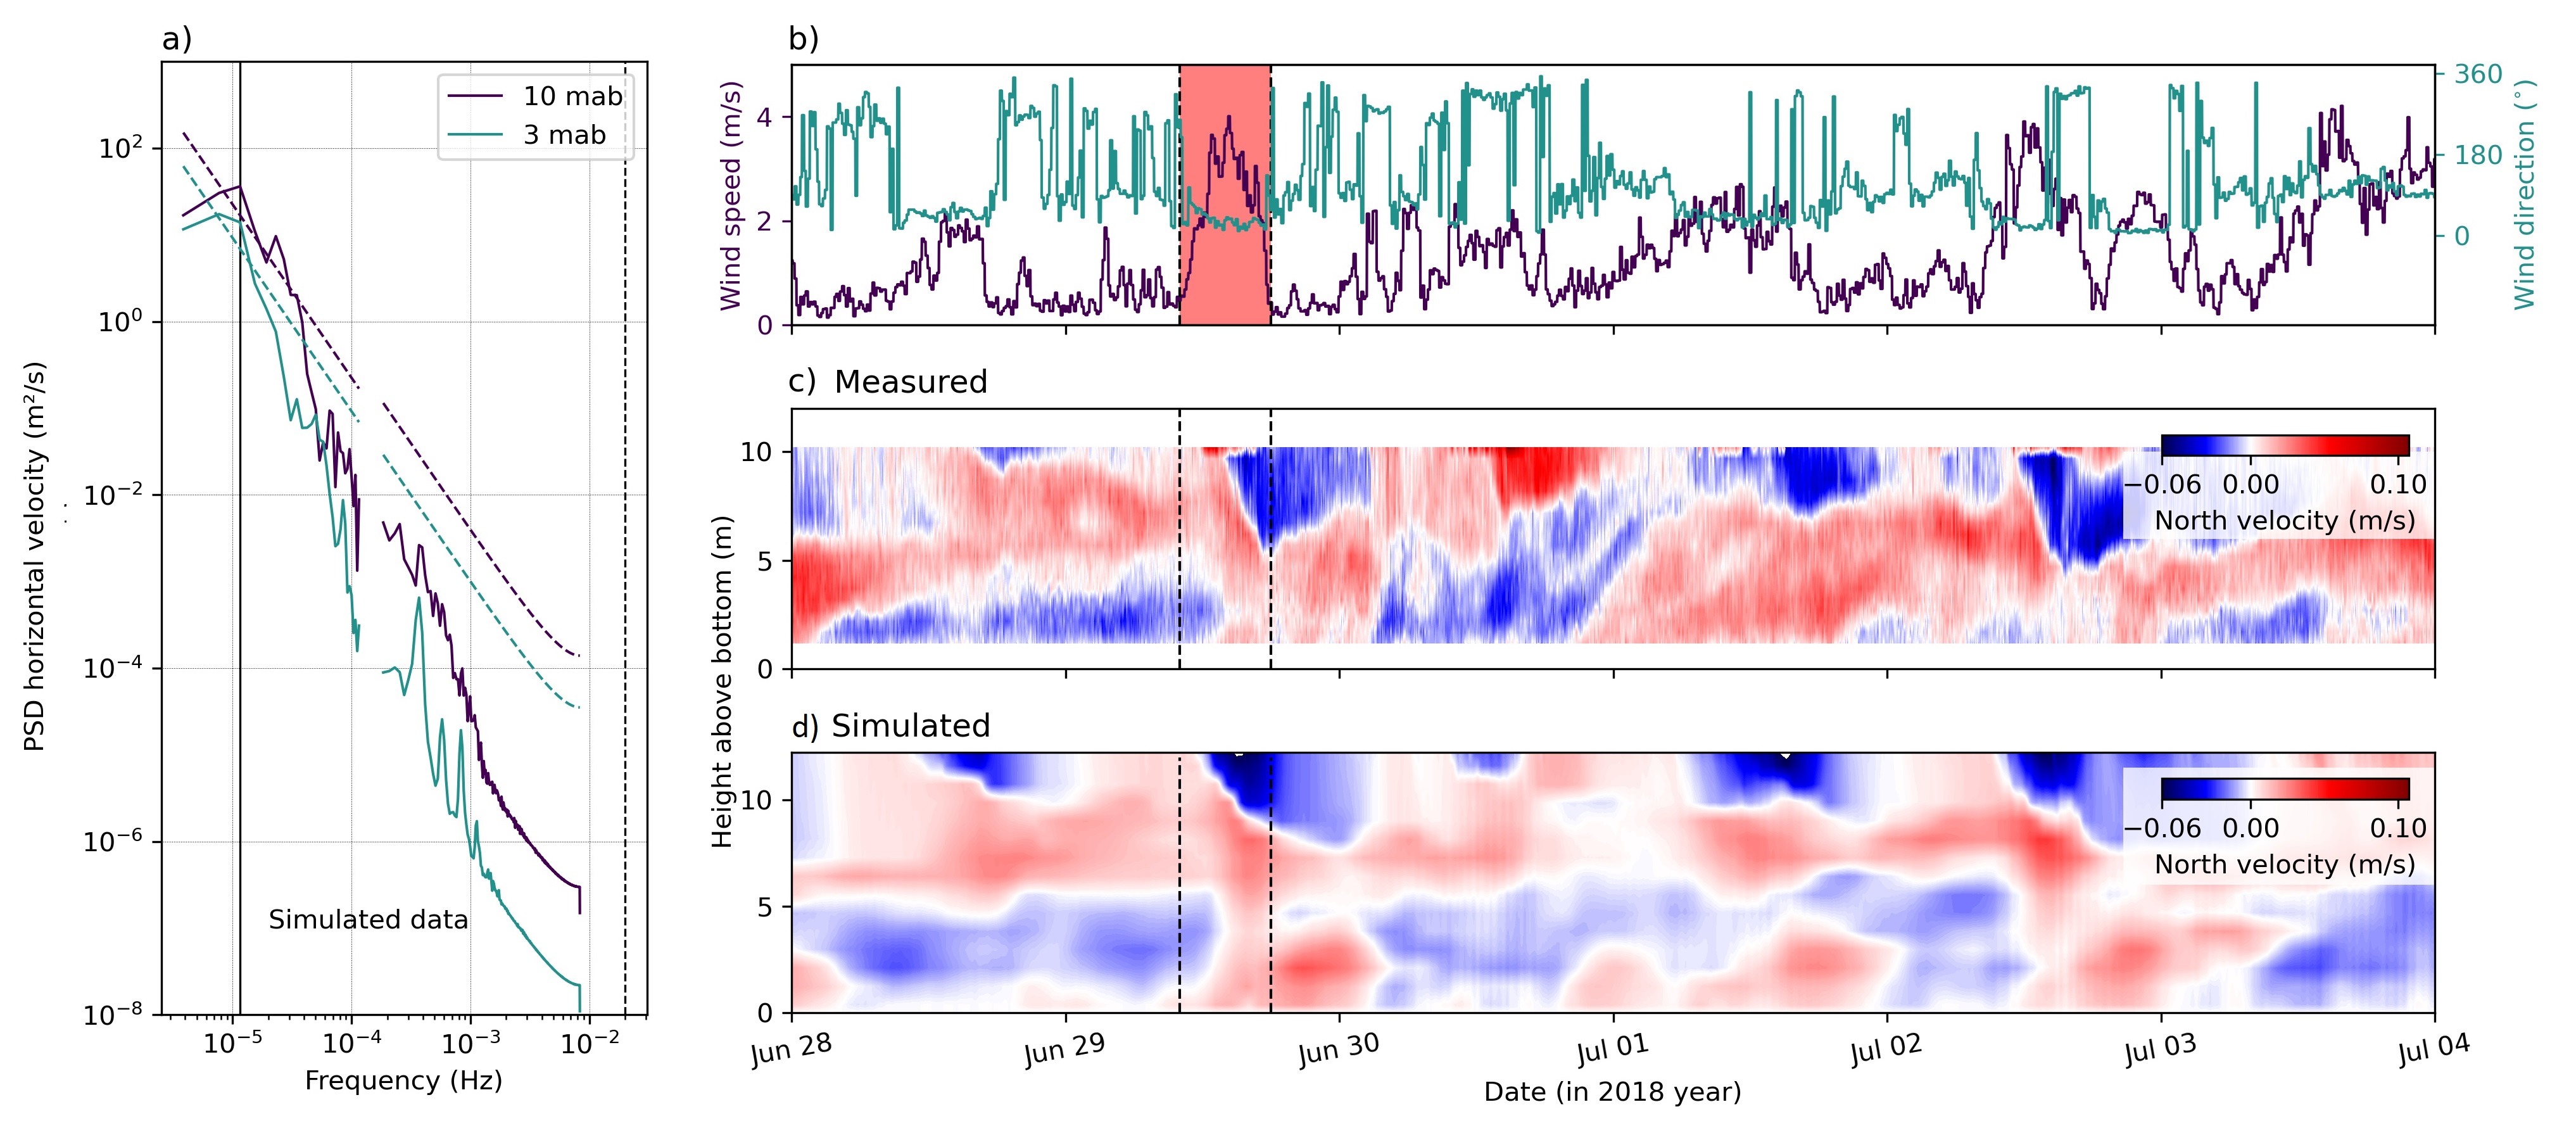 a)
10 mab
3 mab
10²
10⁰
10⁻²
10⁻⁴
10⁻⁶
10⁻⁸
PSD horizontal velocity (m²/s)
Simulated data
10⁻⁵ 10⁻⁴ 10⁻³ 10⁻²
Frequency (Hz)
b)
Wind speed (m/s)
4
2
0
360
180
0
Wind direction (°)
c) Measured
10
5
0
−0.06 0.00 0.10
North velocity (m/s)
Height above bottom (m)
d) Simulated
10
5
0
−0.06 0.00 0.10
North velocity (m/s)
Jun 28 Jun 29 Jun 30 Jul 01 Jul 02 Jul 03 Jul 04
Date (in 2018 year)